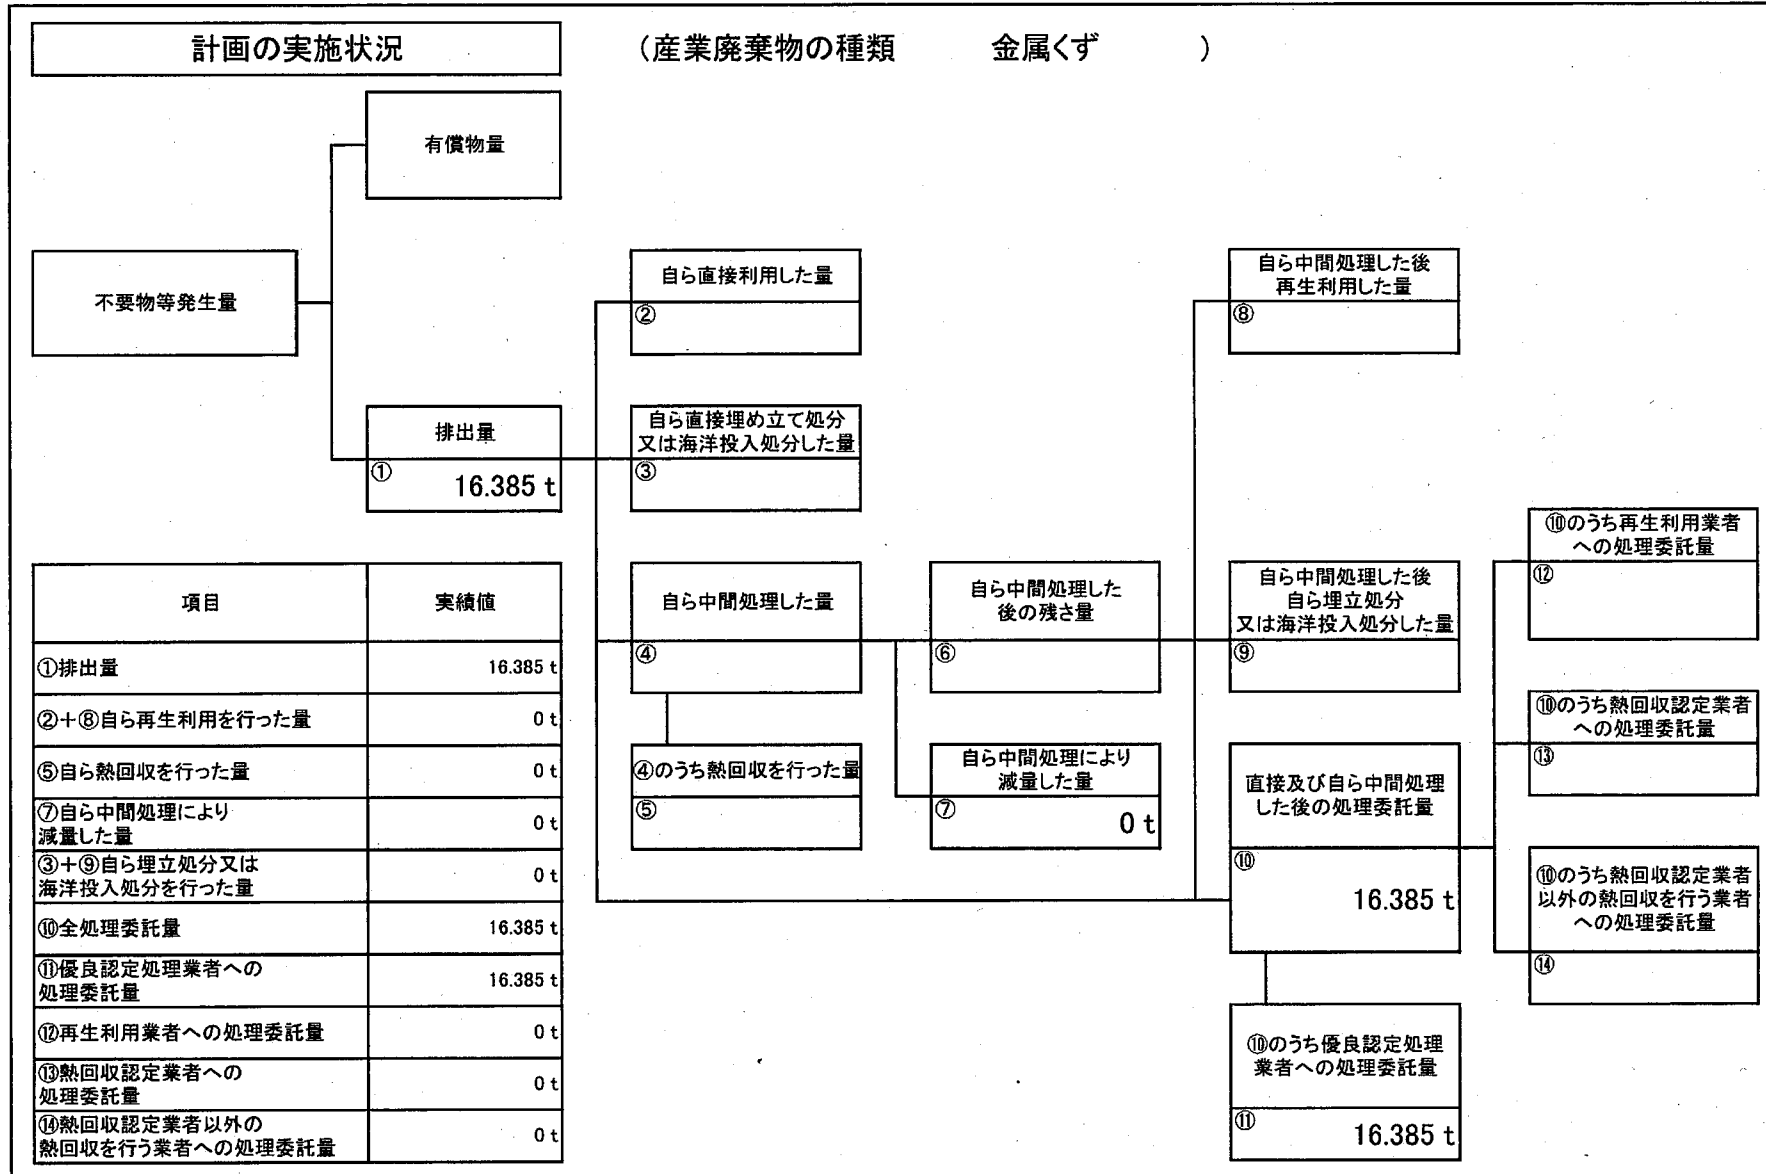 計画の実施状況
(産業廃棄物の種類 金属くず )
有償物量
不要物等発生量
排出量
① 16.385 t
自ら直接利用した量
②
自ら直接埋め立て処分
又は海洋投入処分した量
③
自ら中間処理した量
④
④のうち熱回収を行った量
⑤
自ら中間処理した
後の残さ量
⑥
自ら中間処理により
減量した量
⑦ 0 t
自ら中間処理した後
再生利用した量
⑧
自ら中間処理した後
自ら埋立処分
又は海洋投入処分した量
⑨
直接及び自ら中間処理
した後の処理委託量
⑩
16.385 t
⑩のうち優良認定処理
業者への処理委託量
⑪ 16.385 t
⑩のうち再生利用業者
への処理委託量
⑫
⑩のうち熱回収認定業者
への処理委託量
⑬
⑩のうち熱回収認定業者
以外の熱回収を行う業者
への処理委託量
⑭
項目 実績値
①排出量 16.385 t
②+⑧自ら再生利用を行った量 0 t
⑤自ら熱回収を行った量 0 t
⑦自ら中間処理により
減量した量 0 t
③+⑨自ら埋立処分又は
海洋投入処分を行った量 0 t
⑩全処理委託量 16.385 t
⑪優良認定処理業者への
処理委託量 16.385 t
⑫再生利用業者への処理委託量 0 t
⑬熱回収認定業者への
処理委託量 0 t
⑭熱回収認定業者以外の
熱回収を行う業者への処理委託量 0 t